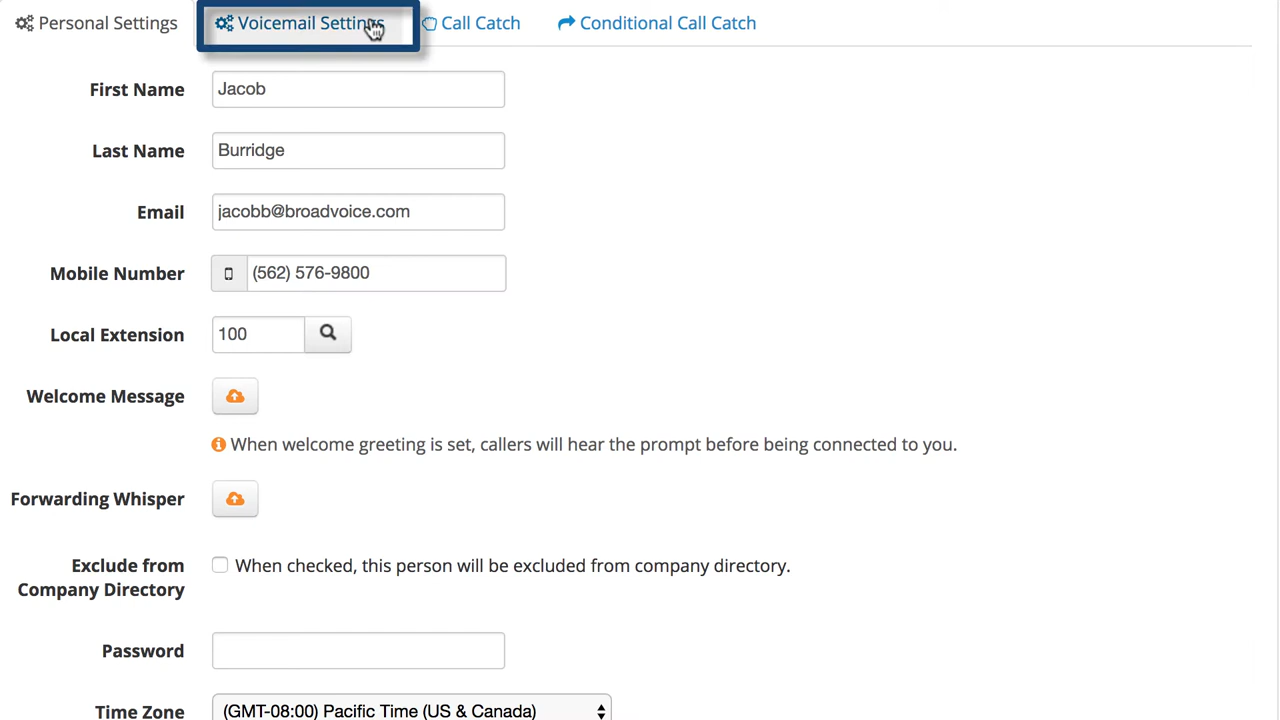 Personal Settings Voicemail Settings Call Catch Conditional Call Catch
First Name Jacob
Last Name Burridge
Email jacobb@broadvoice.com
Mobile Number (562) 576-9800
Local Extension 100
Welcome Message
When welcome greeting is set, callers will hear the prompt before being connected to you.
Forwarding Whisper
Exclude from When checked, this person will be excluded from company directory.
Company Directory
Password
Time Zone (GMT-08:00) Pacific Time (US & Canada)